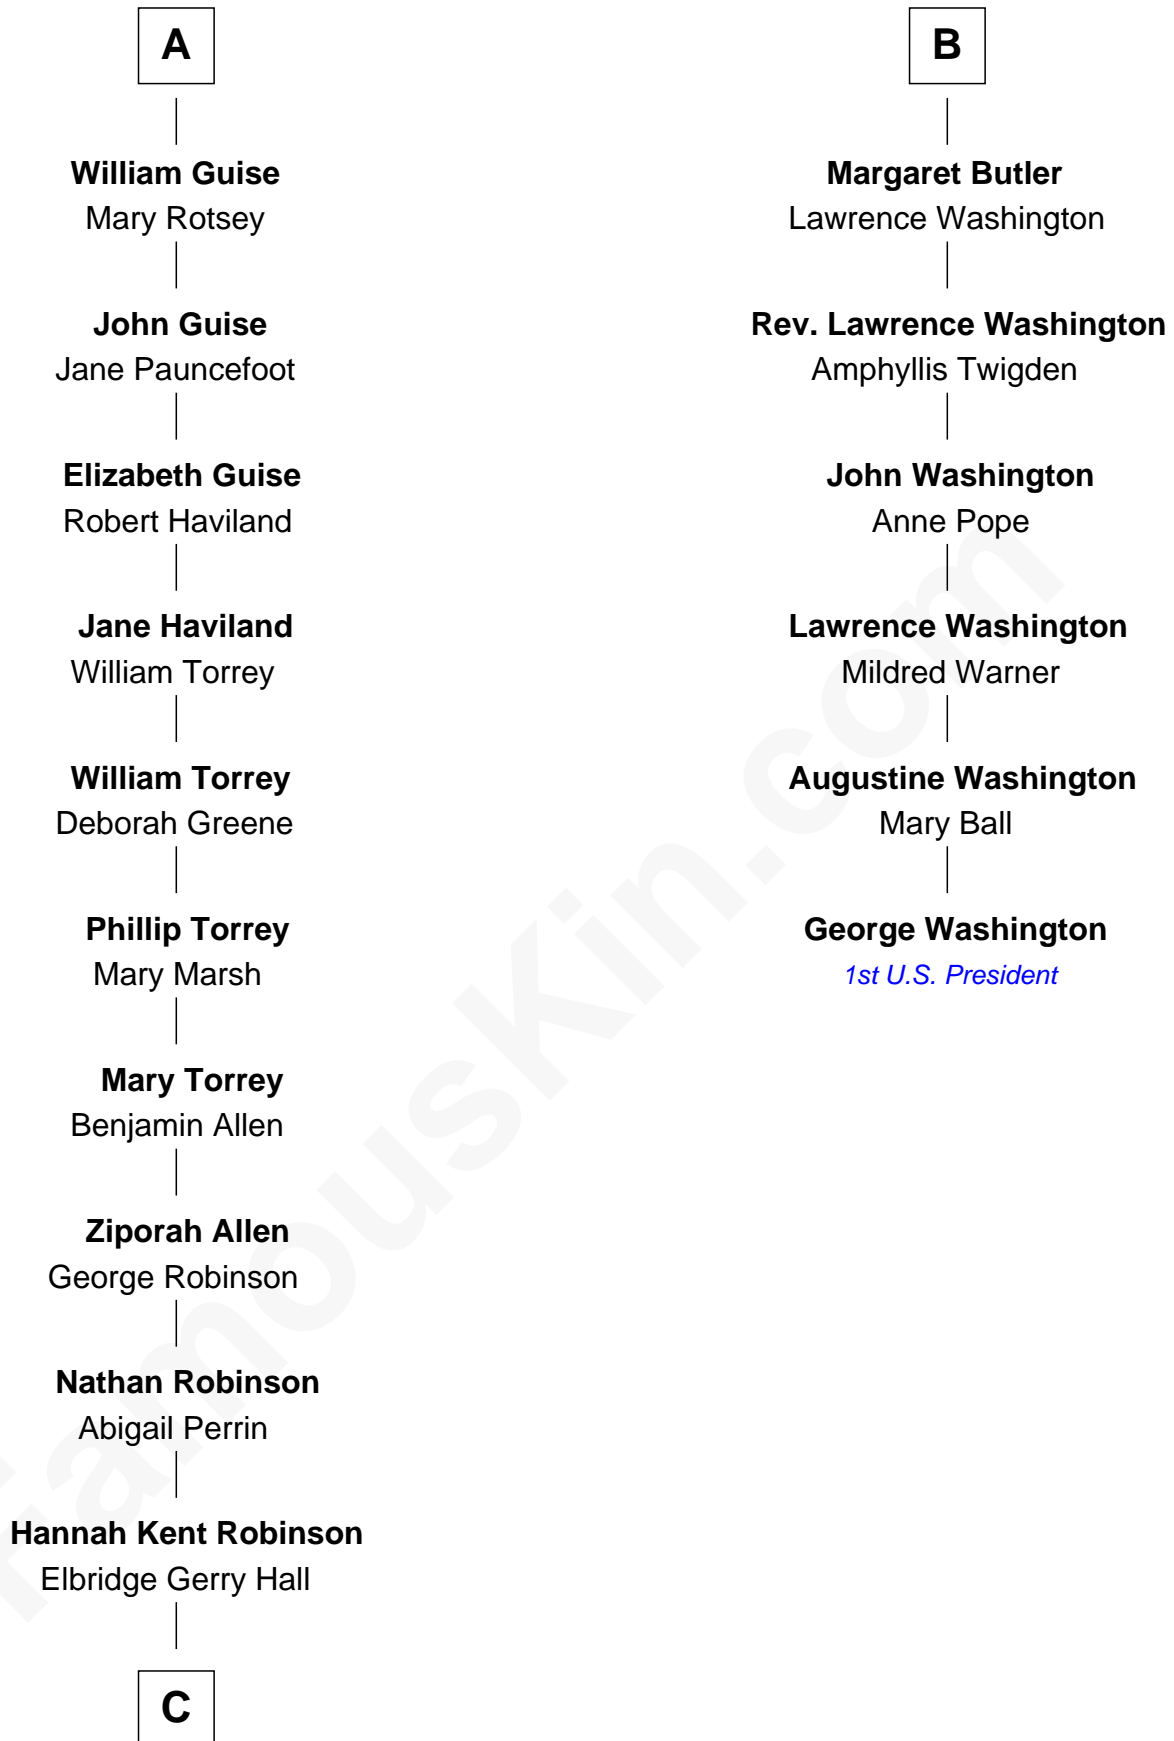 A
William Guise
Mary Rotsey
John Guise
Jane Pauncefoot
Elizabeth Guise
Robert Haviland
Jane Haviland
William Torrey
William Torrey
Deborah Greene
Phillip Torrey
Mary Marsh
Mary Torrey
Benjamin Allen
Ziporah Allen
George Robinson
Nathan Robinson
Abigail Perrin
Hannah Kent Robinson
Elbridge Gerry Hall
C
B
Margaret Butler
Lawrence Washington
Rev. Lawrence Washington
Amphyllis Twigden
John Washington
Anne Pope
Lawrence Washington
Mildred Warner
Augustine Washington
Mary Ball
George Washington
1st U.S. President
FamousKin.com